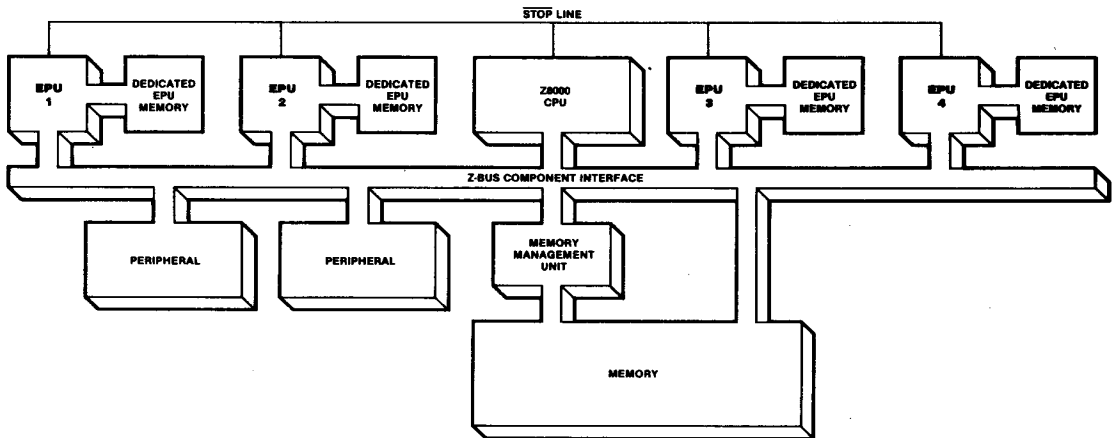 STOP LINE
EPU
1
DEDICATED
EPU
MEMORY
EPU
2
DEDICATED
EPU
MEMORY
Z8000
CPU
EPU
3
DEDICATED
EPU
MEMORY
EPU
4
DEDICATED
EPU
MEMORY
Z-BUS COMPONENT INTERFACE
PERIPHERAL
PERIPHERAL
MEMORY
MANAGEMENT
UNIT
MEMORY